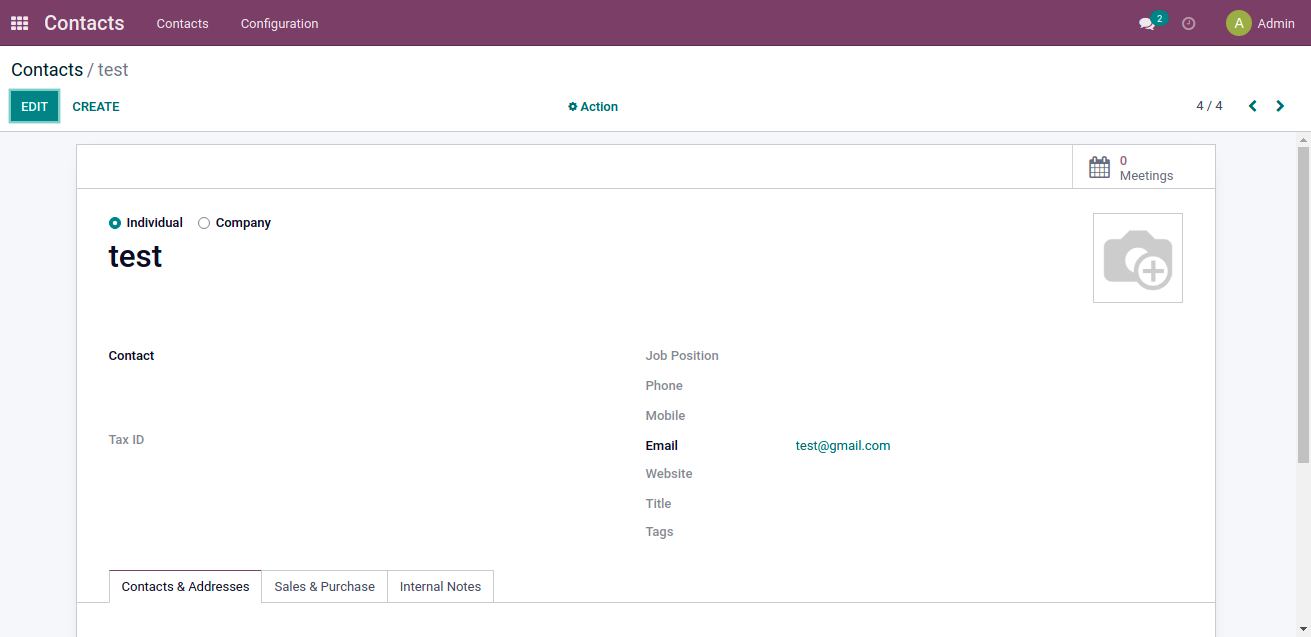 Contacts Contacts Configuration 2 A Admin
Contacts / test
EDIT CREATE Action 4 / 4
0
Meetings
Individual Company
test
Contact Job Position
Phone
Mobile
Tax ID
Email test@gmail.com
Website
Title
Tags
Contacts & Addresses Sales & Purchase Internal Notes